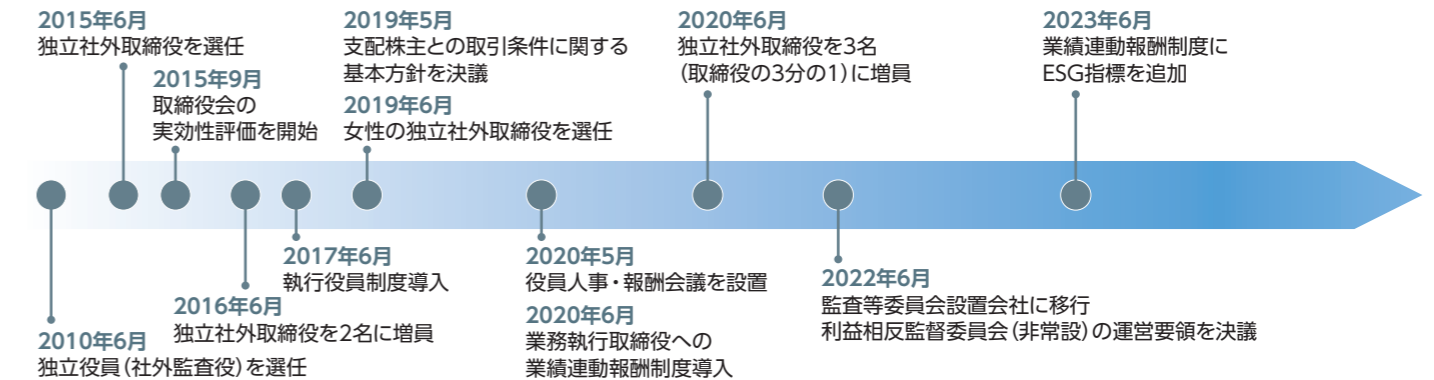 2015年6月
独立社外取締役を選任
2015年9月
取締役会の
実効性評価を開始
2019年5月
支配株主との取引条件に関する
基本方針を決議
2019年6月
女性の独立社外取締役を選任
2020年6月
独立社外取締役を3名
（取締役の3分の1）に増員
2023年6月
業績連動報酬制度に
ESG指標を追加
2010年6月
独立役員（社外監査役）を選任
2016年6月
独立社外取締役を2名に増員
2017年6月
執行役員制度導入
2020年5月
役員人事・報酬会議を設置
2020年6月
業務執行取締役への
業績連動報酬制度導入
2022年6月
監査等委員会設置会社に移行
利益相反監督委員会（非常設）の運営要領を決議